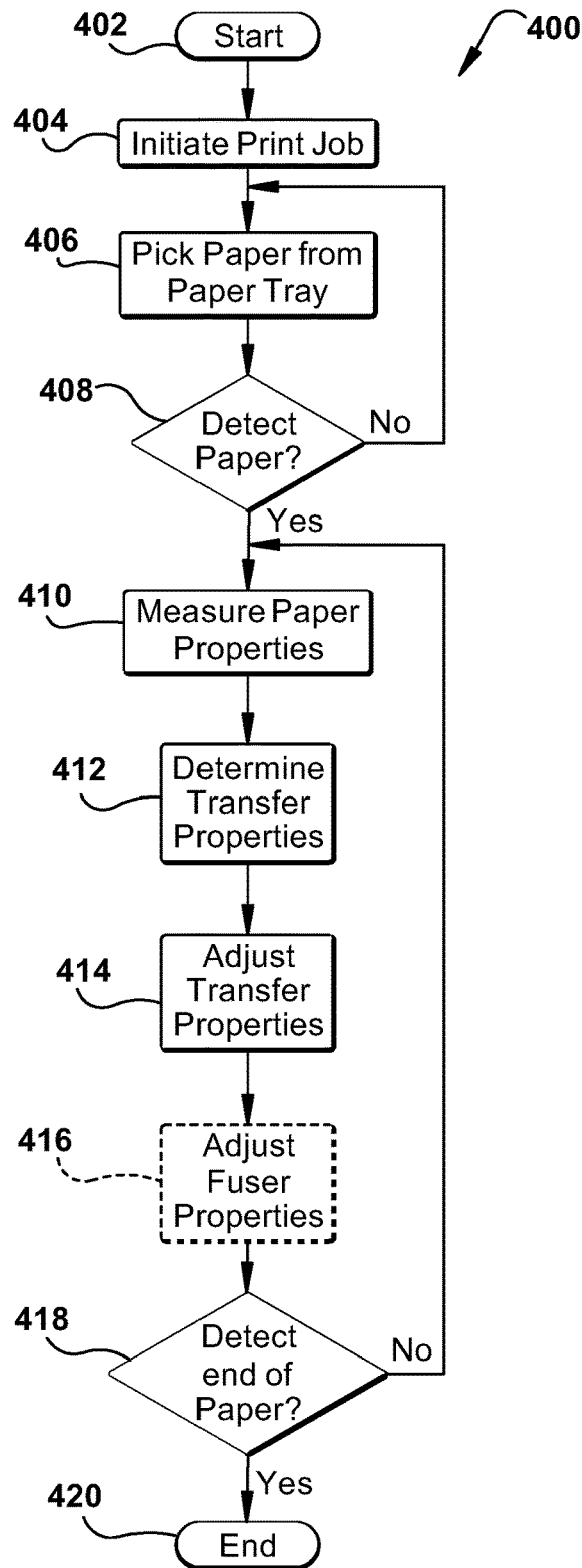 402
Start
400
404
Initiate Print Job
406
Pick Paper from
Paper Tray
408
Detect
Paper?
No
Yes
410
Measure Paper
Properties
412
Determine
Transfer
Properties
414
Adjust
Transfer
Properties
416
Adjust
Fuser
Properties
418
Detect
end of
Paper?
No
Yes
420
End